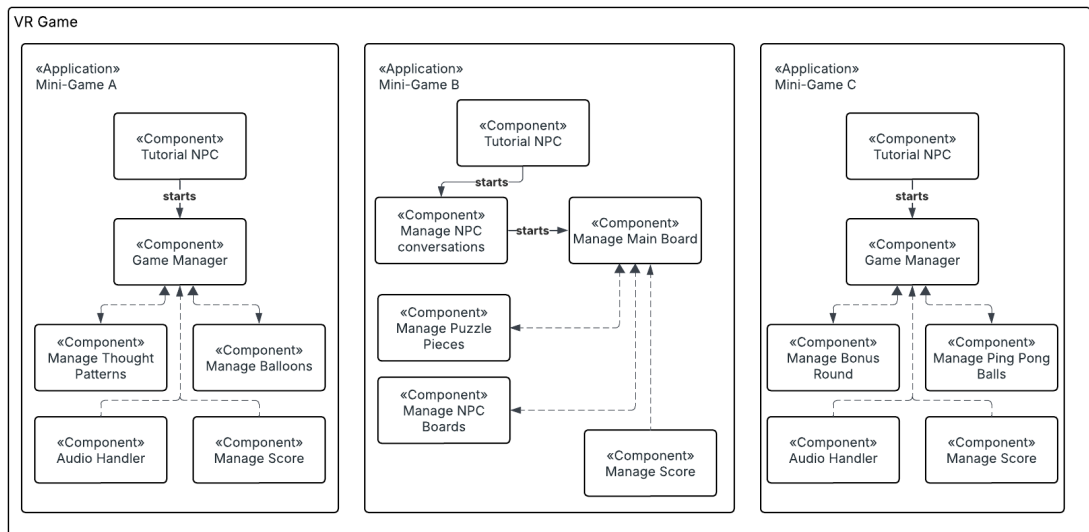 VR Game
«Application»
Mini-Game A
«Component»
Tutorial NPC
starts
«Component»
Game Manager
«Component»
Manage Thought
Patterns
«Component»
Manage Balloons
«Component»
Audio Handler
«Component»
Manage Score
«Application»
Mini-Game B
«Component»
Tutorial NPC
starts
«Component»
Manage NPC
conversations
starts
«Component»
Manage Main Board
«Component»
Manage Puzzle
Pieces
«Component»
Manage NPC
Boards
«Component»
Manage Score
«Application»
Mini-Game C
«Component»
Tutorial NPC
starts
«Component»
Game Manager
«Component»
Manage Bonus
Round
«Component»
Manage Ping Pong
Balls
«Component»
Audio Handler
«Component»
Manage Score